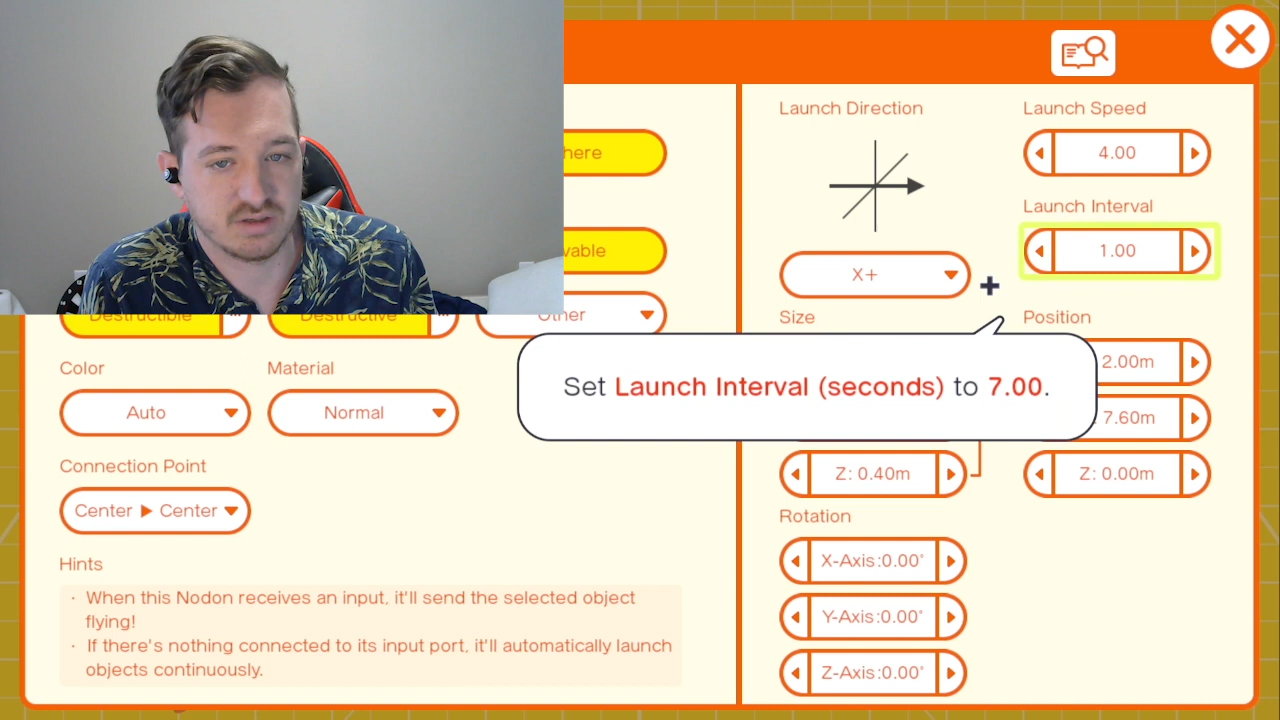 Launch Direction
Launch Speed
4.00
here
Launch Interval
1.00
vable
X+
Destructible
Destructive
Other
Size
Position
2.00m
Set Launch Interval (seconds) to 7.00.
Color
Material
Auto
Normal
7.60m
Connection Point
Z: 0.40m
Z: 0.00m
Center ▶ Center
Rotation
Hints
X-Axis:0.00°
· When this Nodon receives an input, it'll send the selected object
flying!
Y-Axis:0.00°
· If there's nothing connected to its input port, it'll automatically launch
objects continuously.
Z-Axis:0.00°